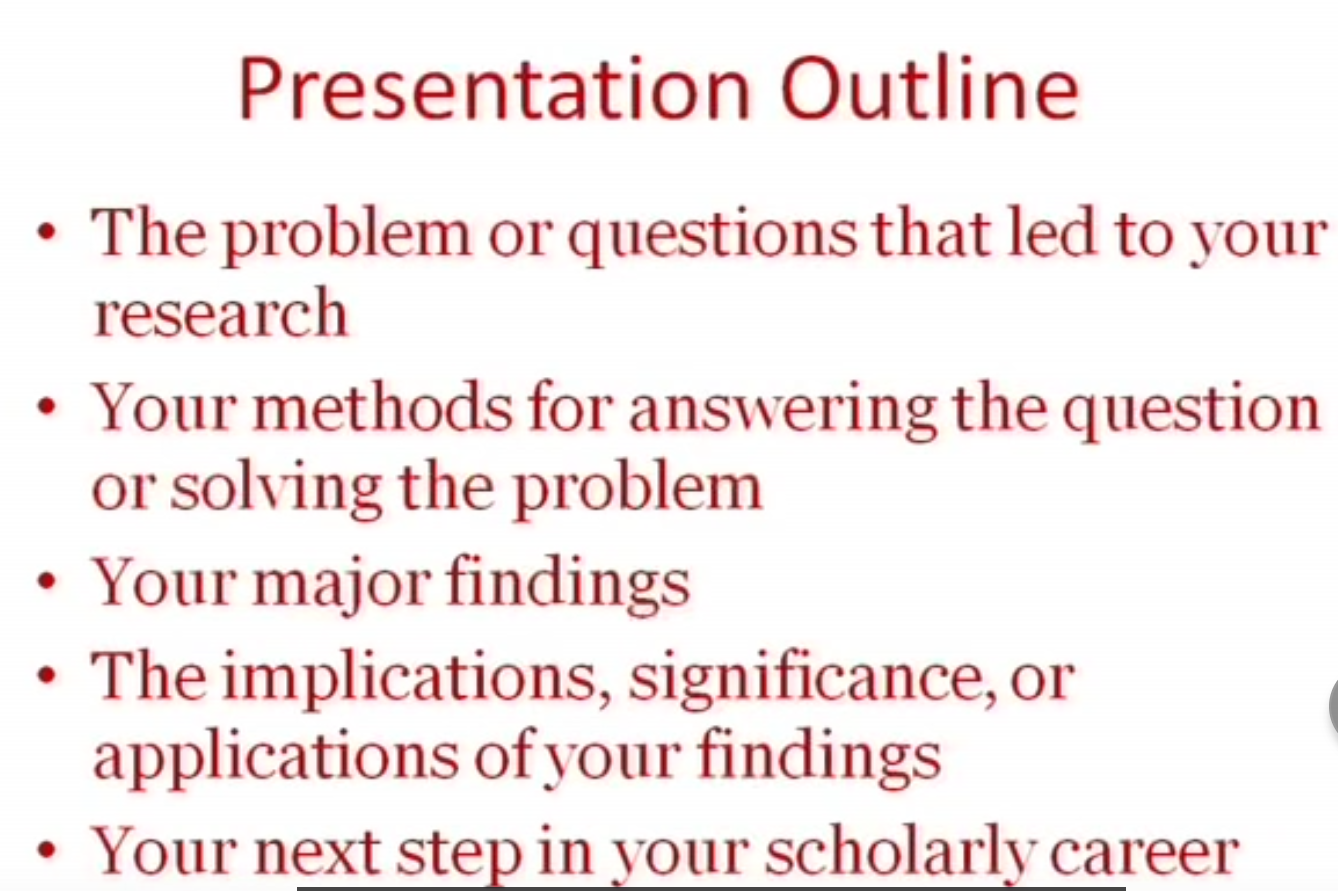 Presentation Outline
• The problem or questions that led to your
research
• Your methods for answering the question
or solving the problem
• Your major findings
• The implications, significance, or
applications of your findings
• Your next step in your scholarly career